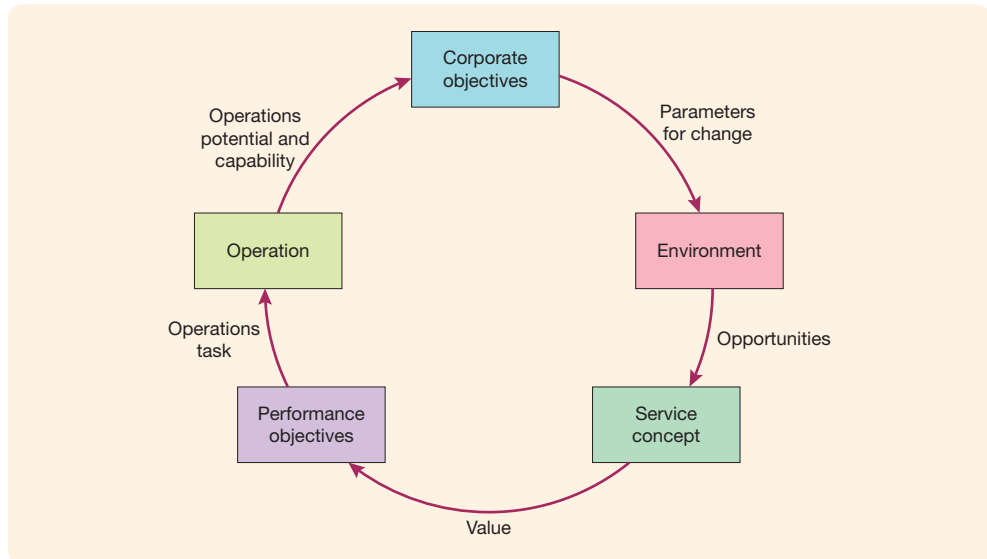 Corporate
objectives
Parameters
for change
Environment
Opportunities
Service
concept
Value
Performance
objectives
Operations
task
Operation
Operations
potential and
capability